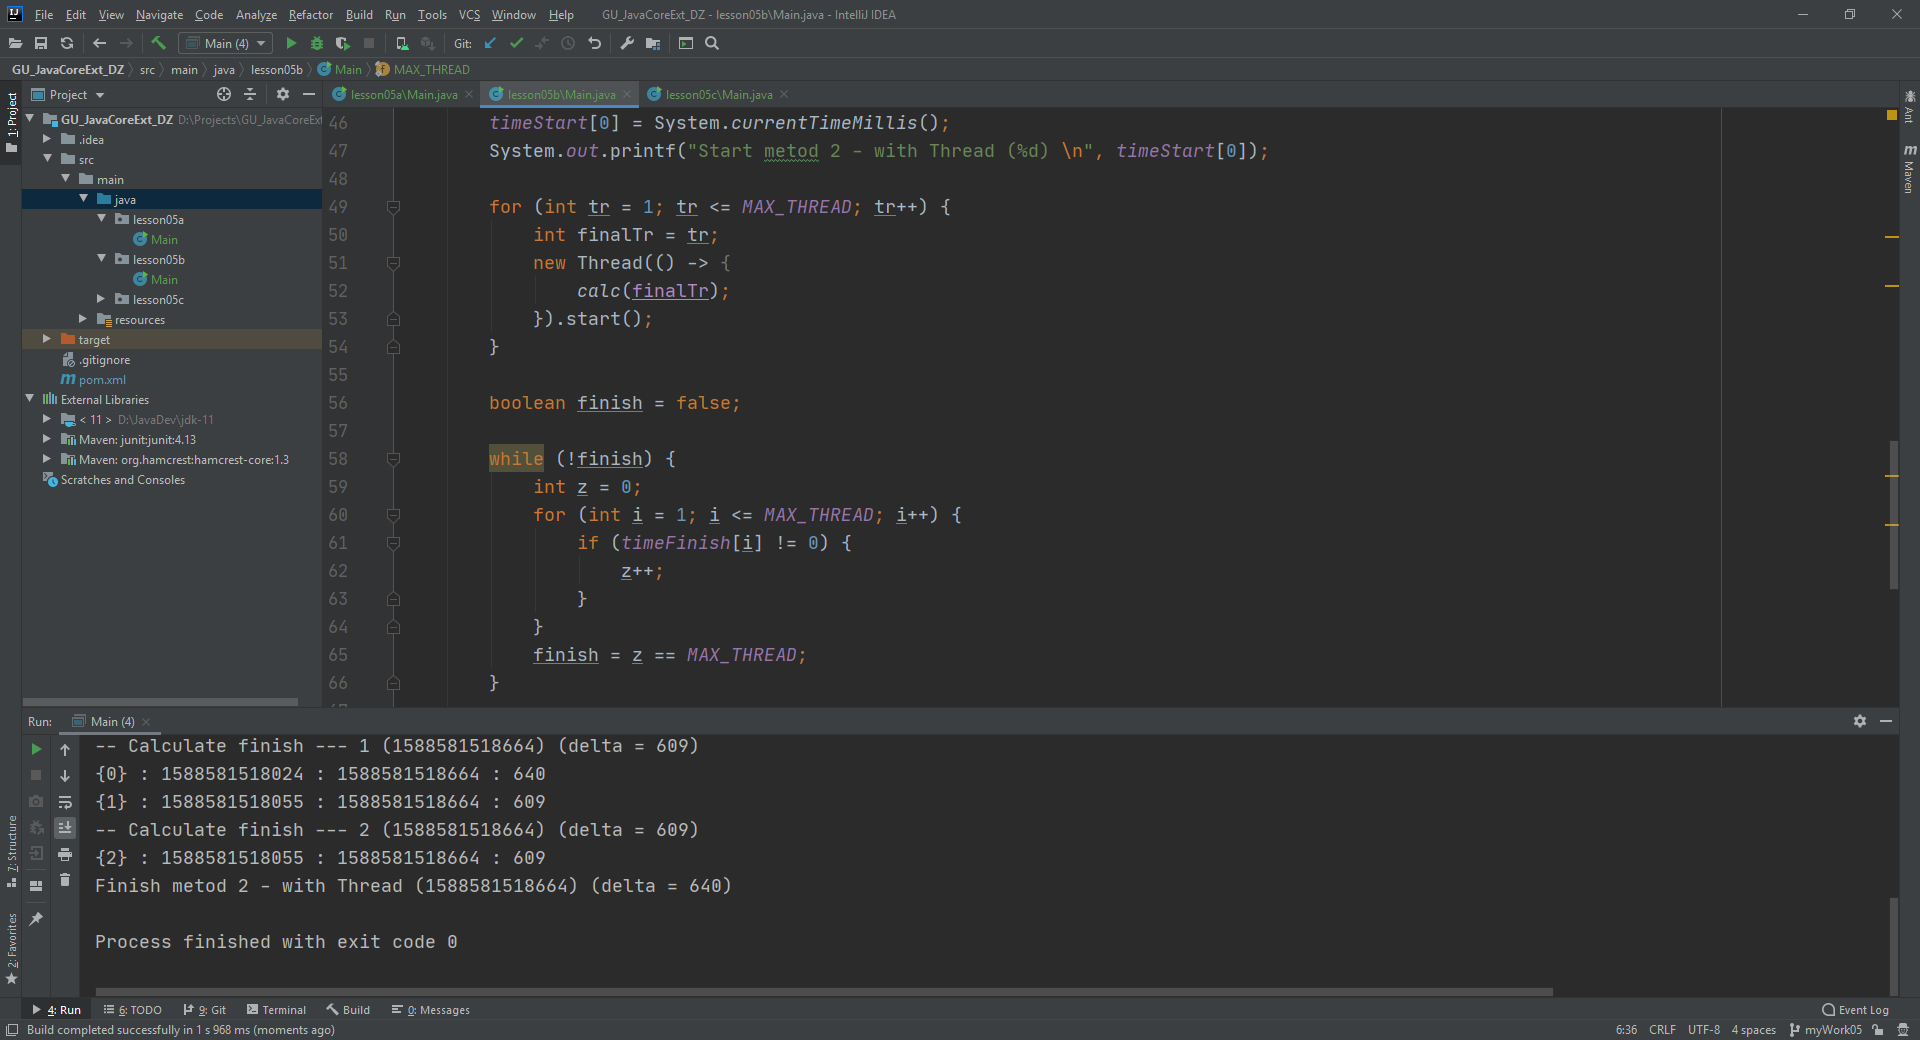 File Edit View Navigate Code Analyze Refactor Build Run Tools VCS Window Help GU_JavaCoreExt_DZ - lesson05b\Main.java - IntelliJ IDEA
Main (4) Git:
GU_JavaCoreExt_DZ src main java lesson05b Main MAX_THREAD
1: Project
Project
lesson05a\Main.java lesson05b\Main.java lesson05c\Main.java
GU_JavaCoreExt_DZ D:\Projects\GU_JavaCoreExt
.idea
src
main
java
lesson05a
Main
lesson05b
Main
lesson05c
resources
target
.gitignore
pom.xml
External Libraries
< 11 > D:\JavaDev\jdk-11
Maven: junit:junit:4.13
Maven: org.hamcrest:hamcrest-core:1.3
Scratches and Consoles
46 timeStart[0] = System.currentTimeMillis();
47 System.out.printf("Start metod 2 - with Thread (%d) \n", timeStart[0]);
48
49 for (int tr = 1; tr <= MAX_THREAD; tr++) {
50 int finalTr = tr;
51 new Thread(() -> {
52 calc(finalTr);
53 }).start();
54 }
55
56 boolean finish = false;
57
58 while (!finish) {
59 int z = 0;
60 for (int i = 1; i <= MAX_THREAD; i++) {
61 if (timeFinish[i] != 0) {
62 z++;
63 }
64 }
65 finish = z == MAX_THREAD;
66 }
Ant
Maven
Run: Main (4)
-- Calculate finish --- 1 (1588581518664) (delta = 609)
{0} : 1588581518024 : 1588581518664 : 640
{1} : 1588581518055 : 1588581518664 : 609
-- Calculate finish --- 2 (1588581518664) (delta = 609)
{2} : 1588581518055 : 1588581518664 : 609
Finish metod 2 - with Thread (1588581518664) (delta = 640)
Process finished with exit code 0
7: Structure
2: Favorites
4: Run 6: TODO 9: Git Terminal Build 0: Messages Event Log
Build completed successfully in 1 s 968 ms (moments ago) 6:36 CRLF UTF-8 4 spaces myWork05